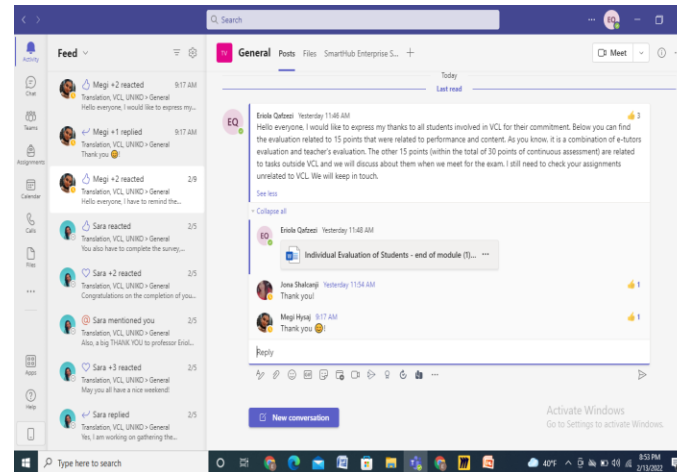 Search
EQ
Activity
Chat
Teams
Assignments
Calendar
Calls
Files
Apps
Help
Feed
Megi +2 reacted 9:17 AM
Translation, VCL, UNIKO > General
Hello everyone, I would like to express my...
Megi +1 replied 9:17 AM
Translation, VCL, UNIKO > General
Thank you 😊!
Megi +2 reacted 2/9
Translation, VCL, UNIKO > General
Hello everyone, I have to remind the...
Sara reacted 2/5
Translation, VCL, UNIKO > General
You also have to complete the survey,...
Sara +2 reacted 2/5
Translation, VCL, UNIKO > General
Congratulations on the completion of you...
Sara mentioned you 2/5
Translation, VCL, UNIKO > General
Also, a big THANK YOU to professor Eriol...
Sara +3 reacted 2/5
Translation, VCL, UNIKO > General
May you all have a nice weekend!
Sara replied 2/5
Translation, VCL, UNIKO > General
Yes, I am working on gathering the...
TV General Posts Files SmartHub Enterprise S... + Meet
Today
Last read
EQ
Eriola Qafzezi Yesterday 11:48 AM 3
Hello everyone, I would like to express my thanks to all students involved in VCL for their commitment. Below you can find
the evaluation related to 15 points that were related to performance and content. As you know, it is a combination of e-tutors
evaluation and teacher's evaluation. The other 15 points (within the total of 30 points of continuous assessment) are related
to tasks outside VCL and we will discuss about them when we meet for the exam. I still need to check your assignments
unrelated to VCL. We will keep in touch.
See less
Collapse all
EQ Eriola Qafzezi Yesterday 11:48 AM
Individual Evaluation of Students - end of module (1)... ...
Jona Shalcanji Yesterday 11:54 AM 1
Thank you!
Megi Hysaj 9:17 AM 1
Thank you 😊!
Reply
New conversation
Activate Windows
Go to Settings to activate Windows.
Type here to search
40°F
8:53 PM
2/13/2022